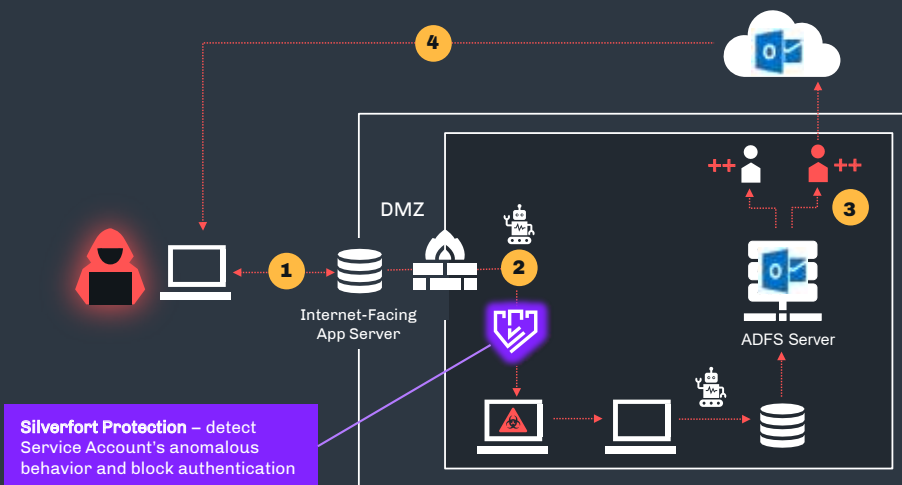 4
++
++
3
DMZ
2
1
Internet-Facing
App Server
ADFS Server
Silverfort Protection – detect
Service Account's anomalous
behavior and block authentication